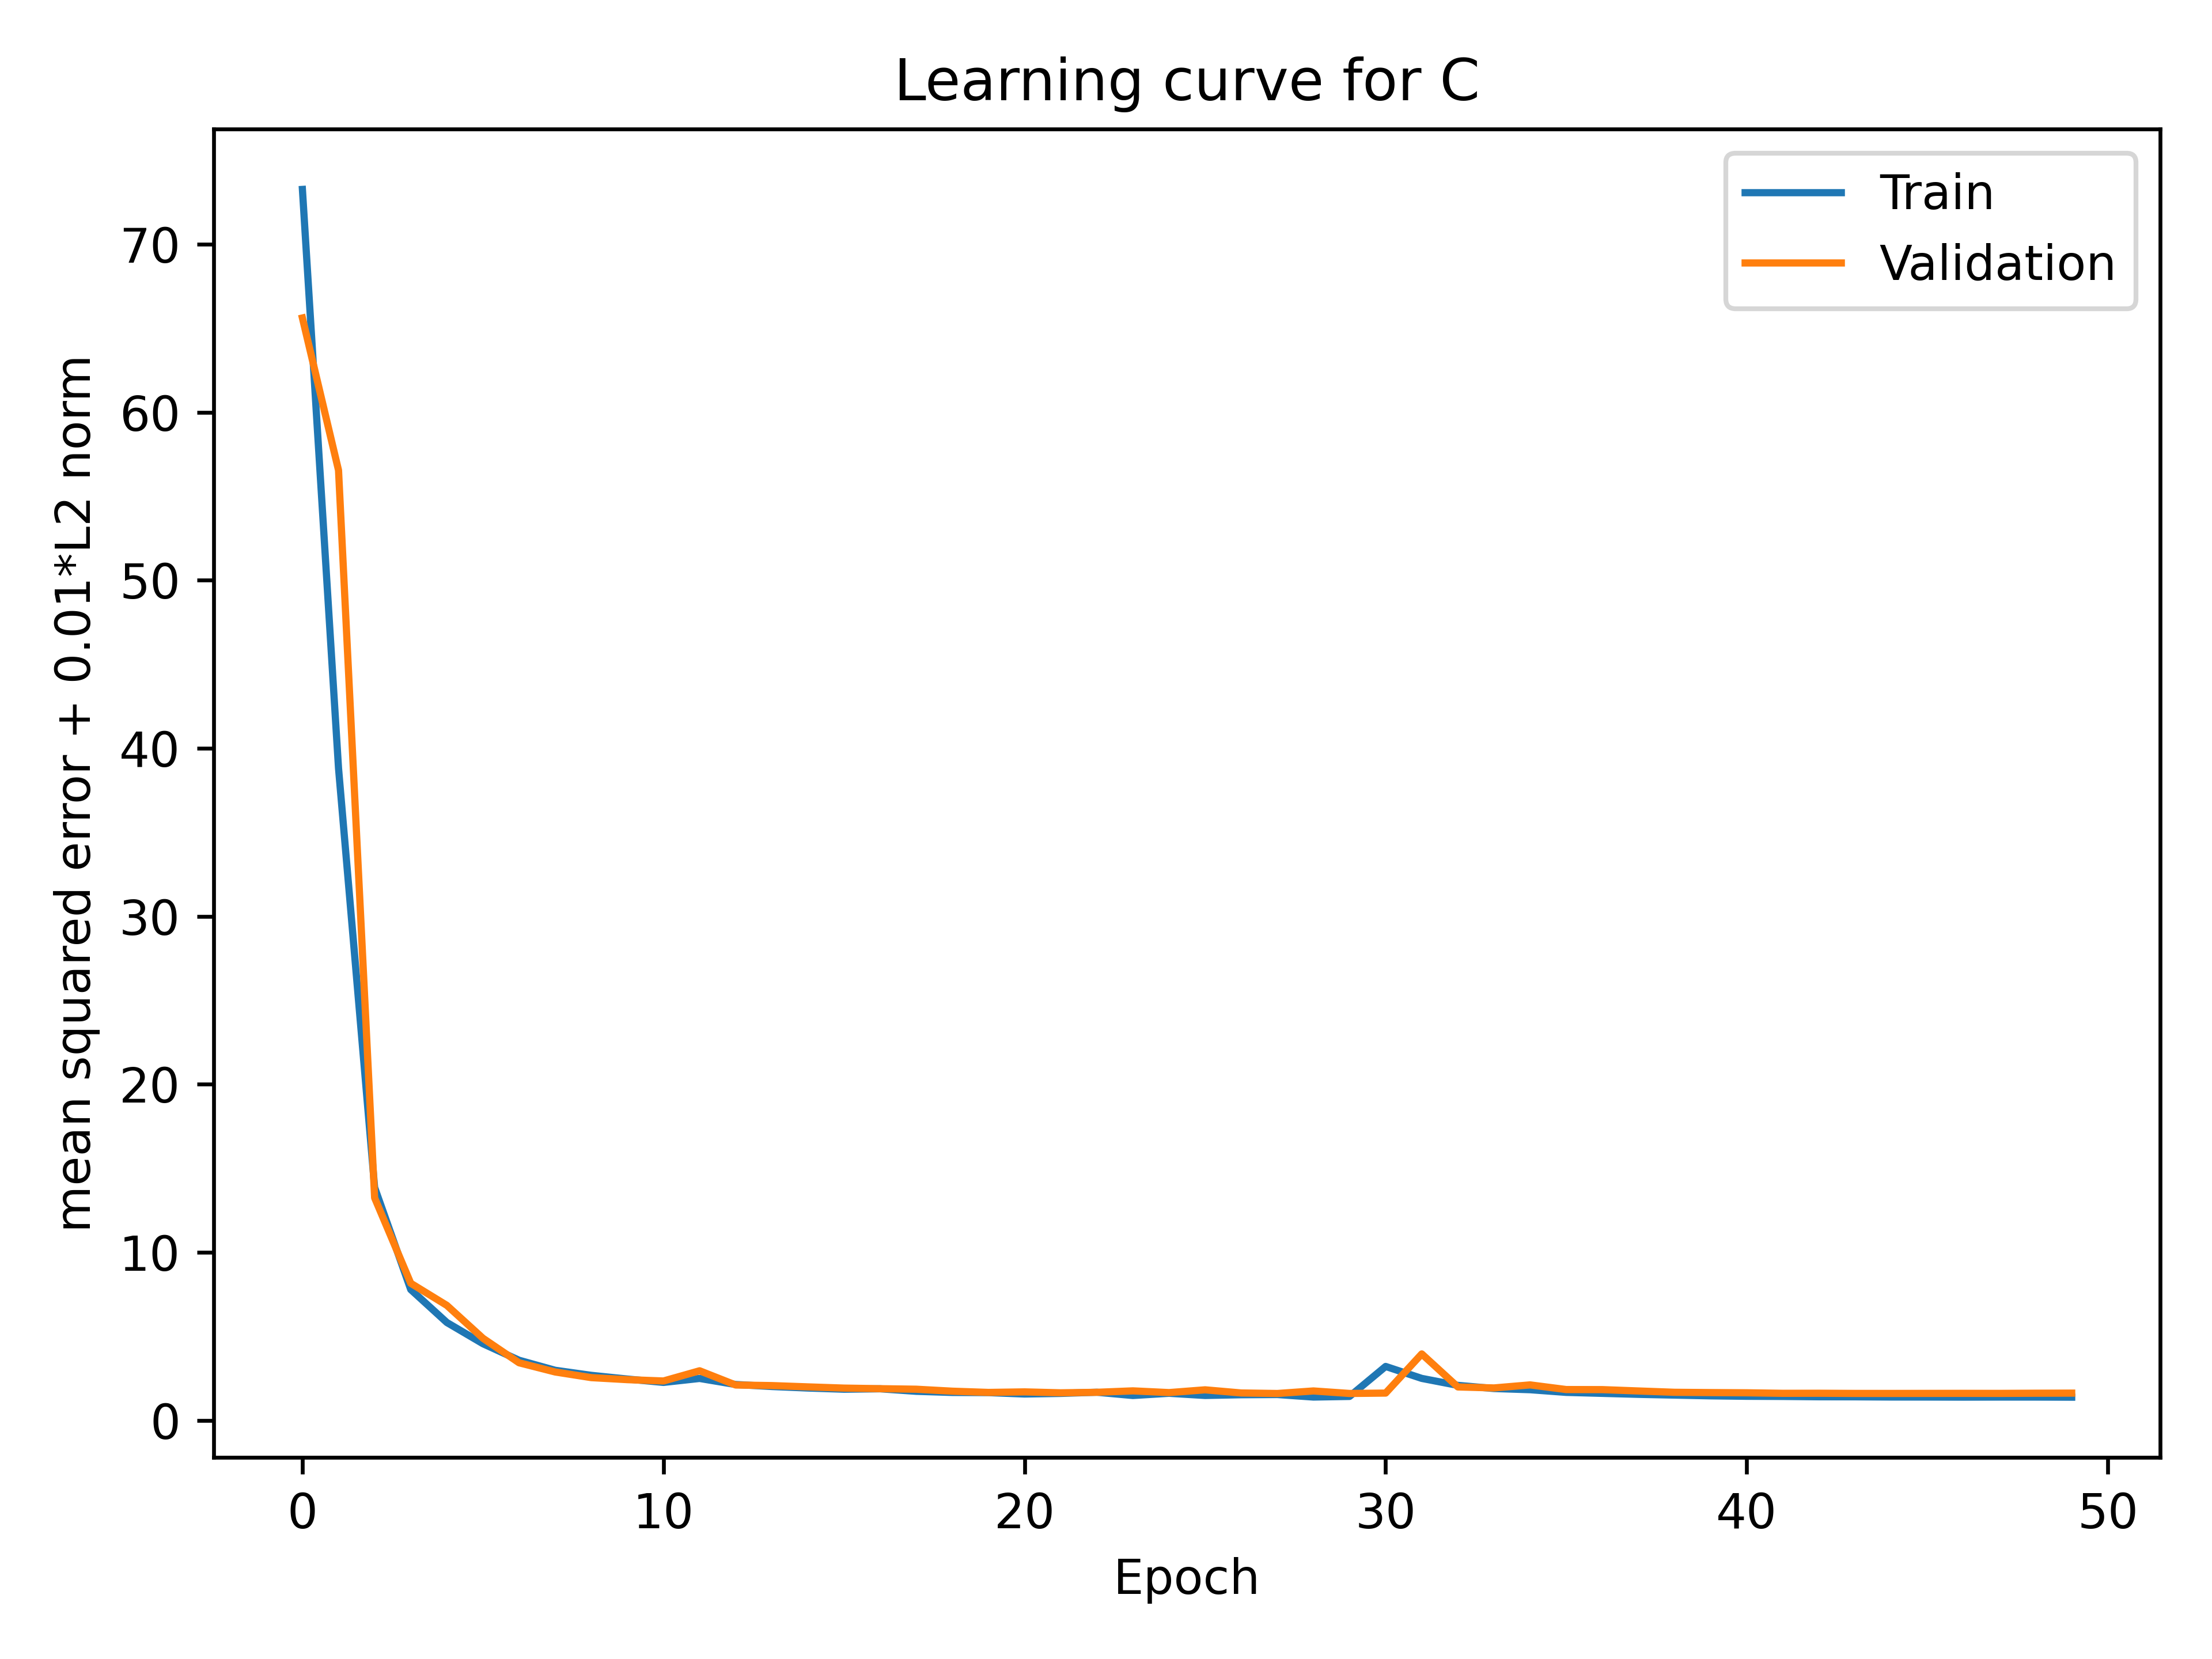 Learning curve for C
Train
Validation
mean squared error + 0.01*L2 norm
70
60
50
40
30
20
10
0
0 10 20 30 40 50
Epoch